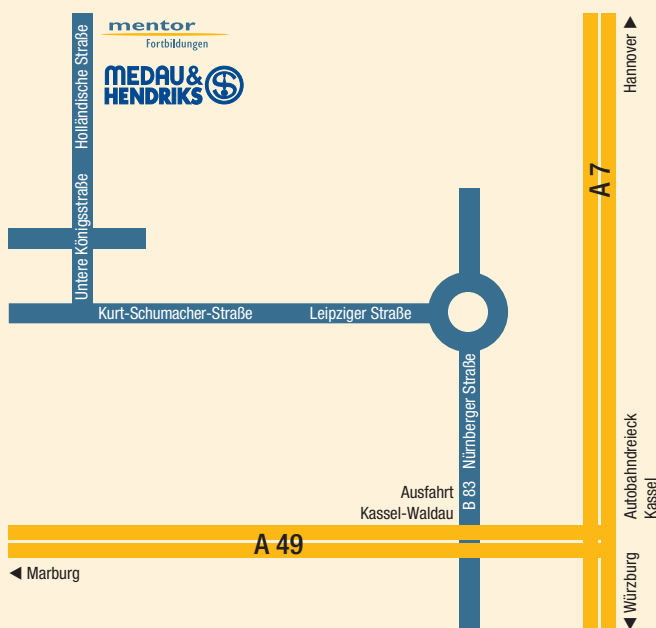 mentor
Fortbildungen
MEDAU &
HENDRIKS
Holländische Straße
Hannover ▲
A 7
Untere Königsstraße
Kurt-Schumacher-Straße
Leipziger Straße
B 83 Nürnberger Straße
Autobahndreieck
Kassel
Ausfahrt
Kassel-Waldau
A 49
◀ Marburg
◀ Würzburg